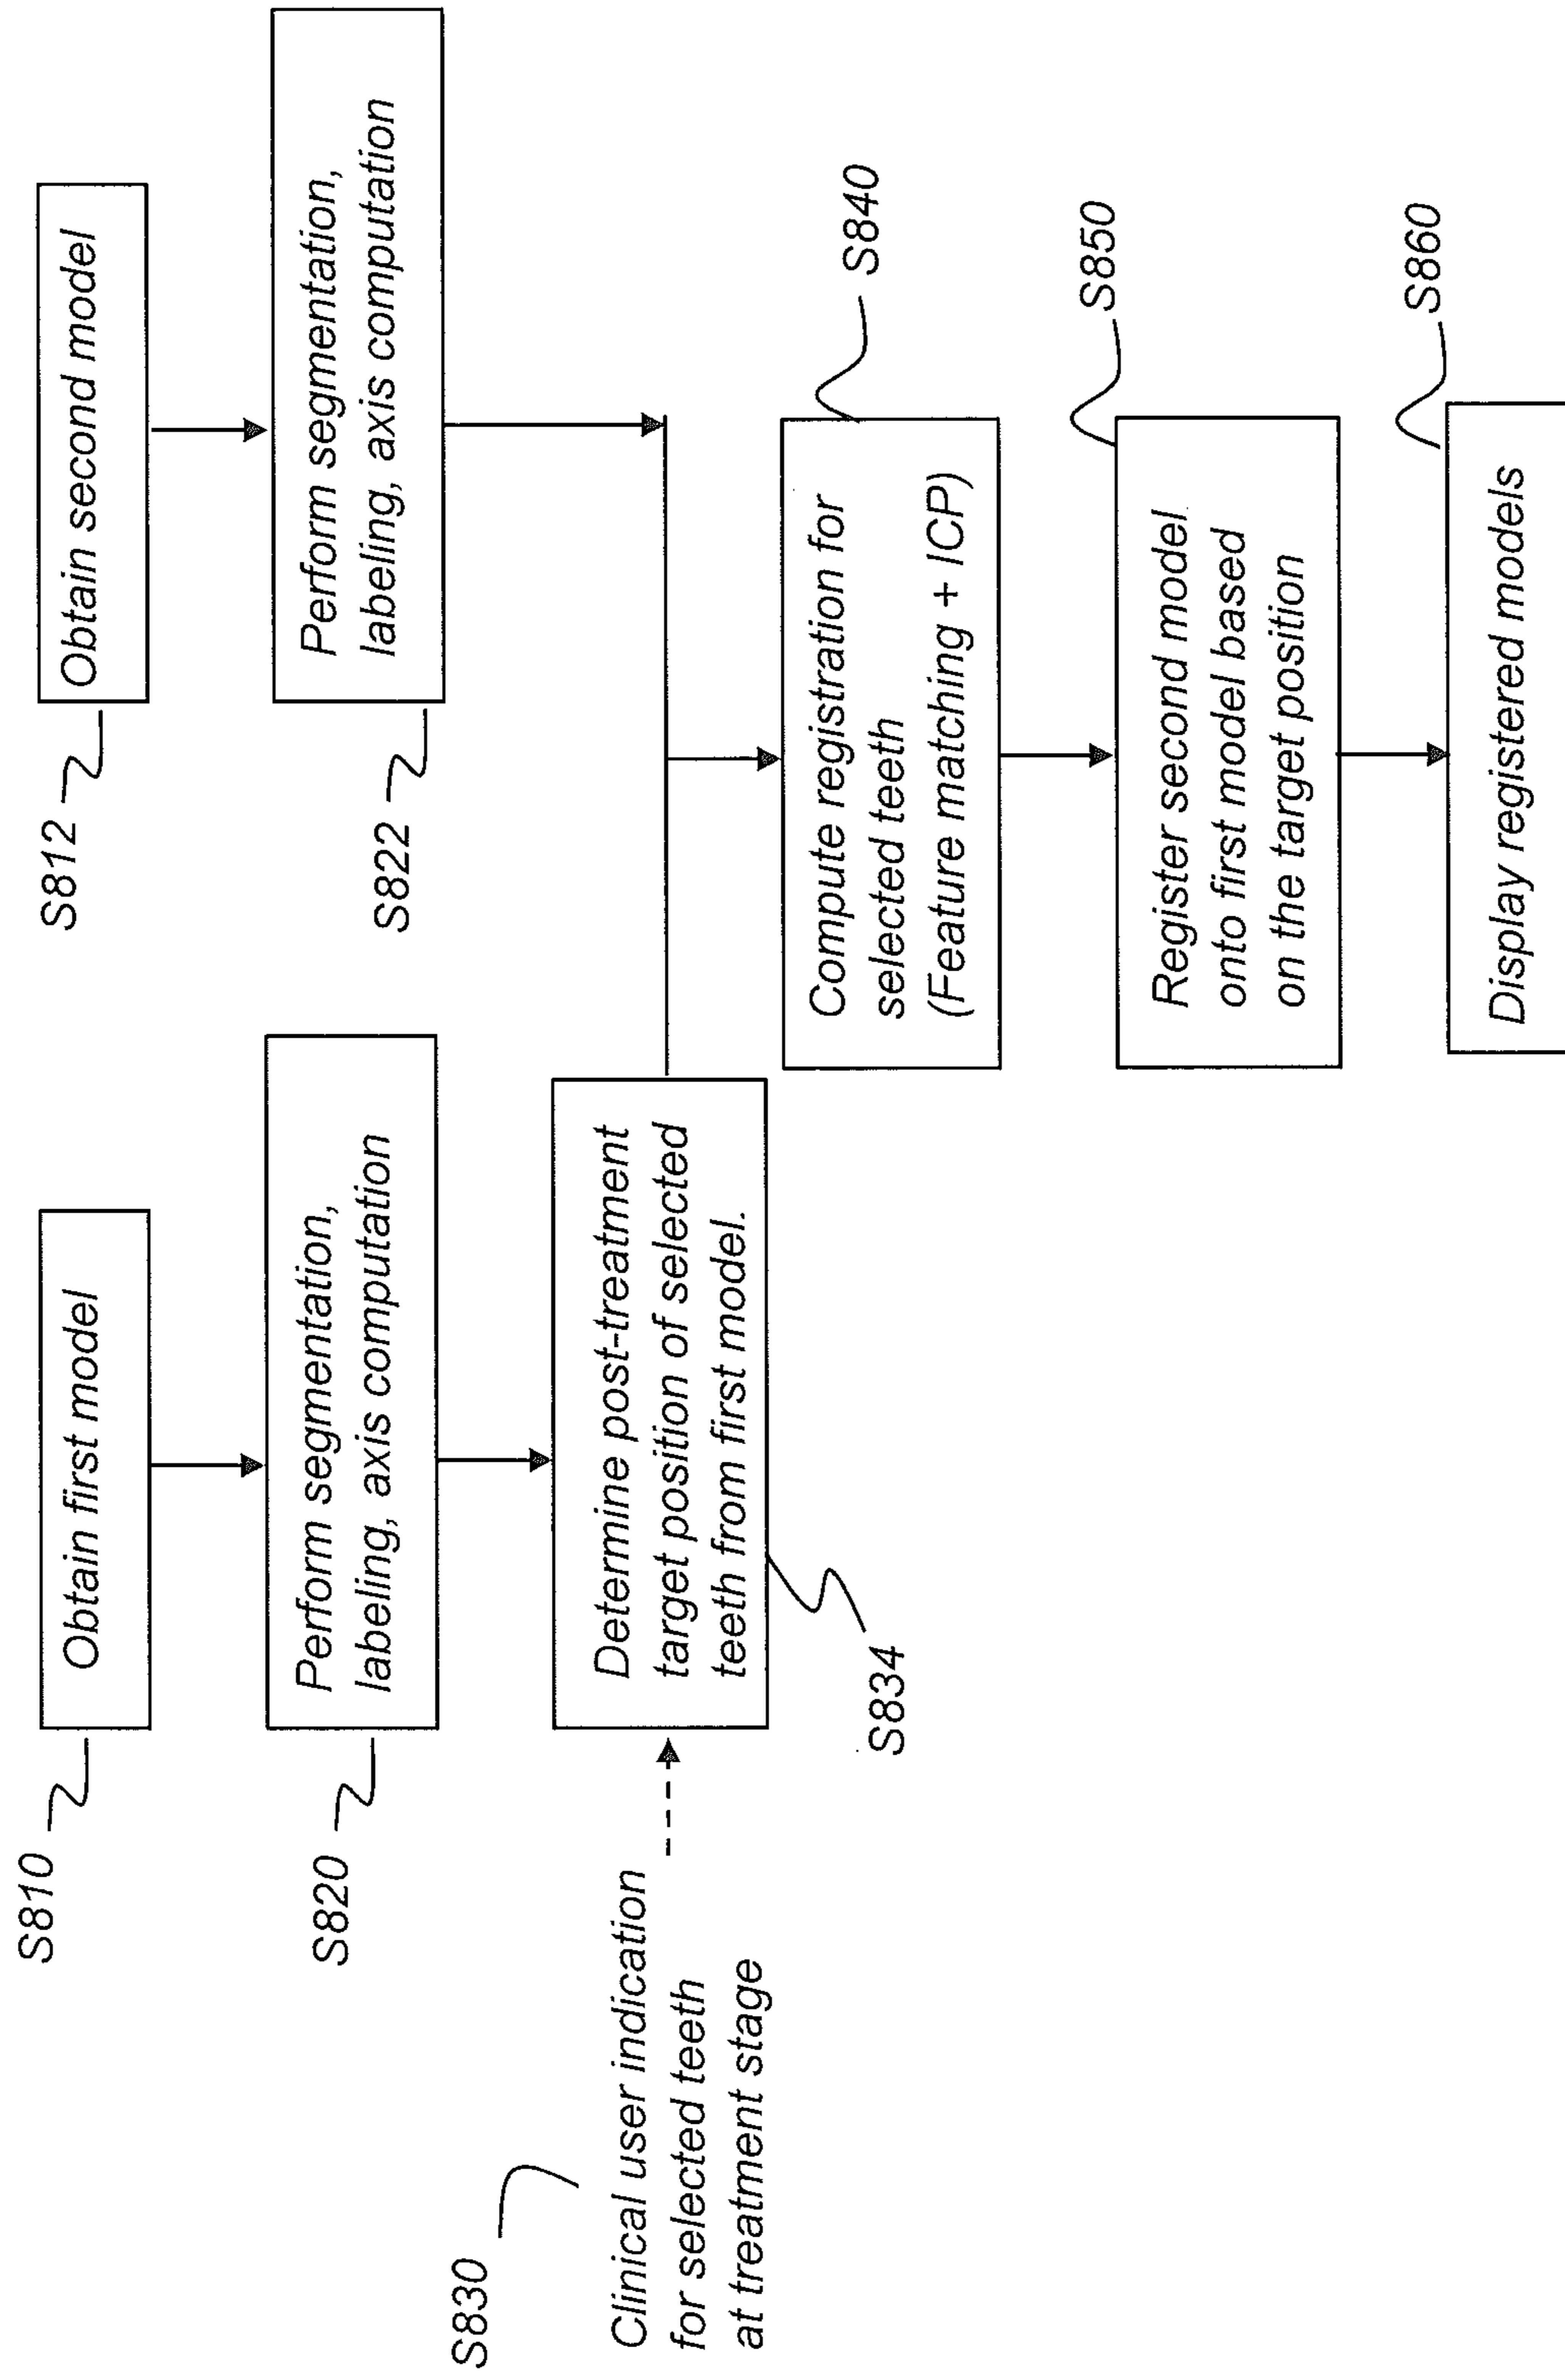 S810
Obtain first model
S812
Obtain second model
S820
Perform segmentation,
labeling, axis computation
S822
Perform segmentation,
labeling, axis computation
S830
Clinical user indication
for selected teeth
at treatment stage
Determine post-treatment
target position of selected
teeth from first model.
S834
Compute registration for
selected teeth
(Feature matching + ICP)
S840
Register second model
onto first model based
on the target position
S850
Display registered models
S860